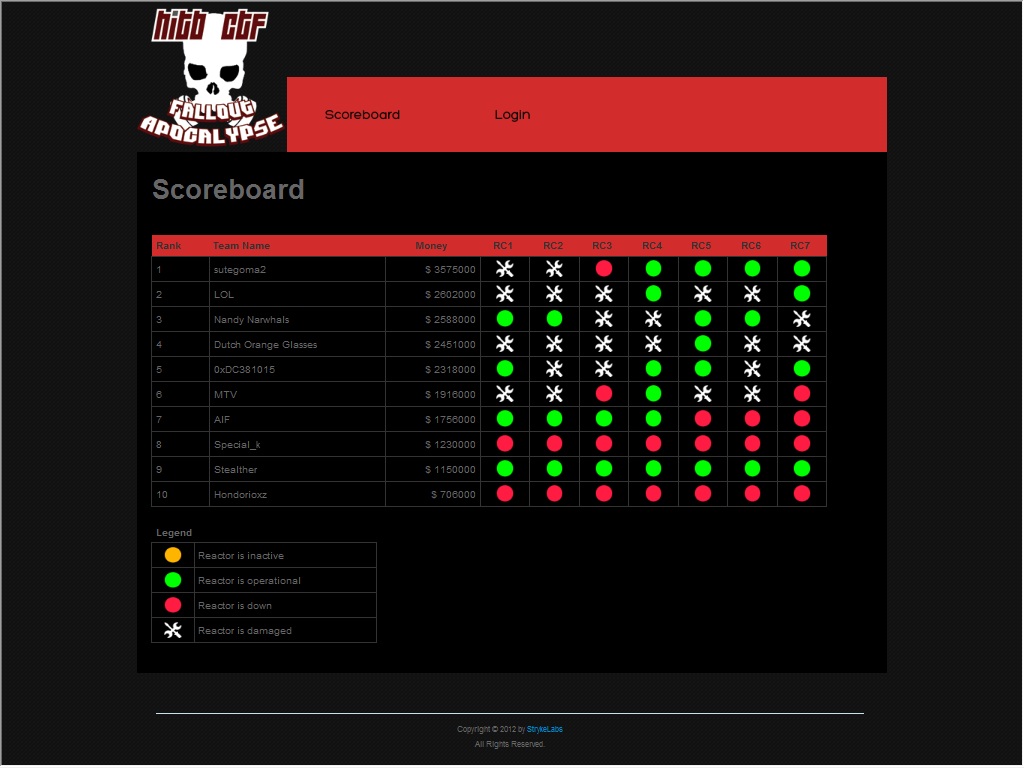 HITB CTF
FALLOUT
APOCALYPSE
Scoreboard Login
Scoreboard
Rank Team Name Money RC1 RC2 RC3 RC4 RC5 RC6 RC7
1 sutegoma2 $ 3575000
2 LOL $ 2602000
3 Nandy Narwhals $ 2588000
4 Dutch Orange Glasses $ 2451000
5 0xDC381015 $ 2318000
6 MTV $ 1916000
7 AIF $ 1756000
8 Special_k $ 1230000
9 Stealther $ 1150000
10 Hondorioxz $ 706000
Legend
Reactor is inactive
Reactor is operational
Reactor is down
Reactor is damaged
Copyright © 2012 by StrykeLabs
All Rights Reserved.